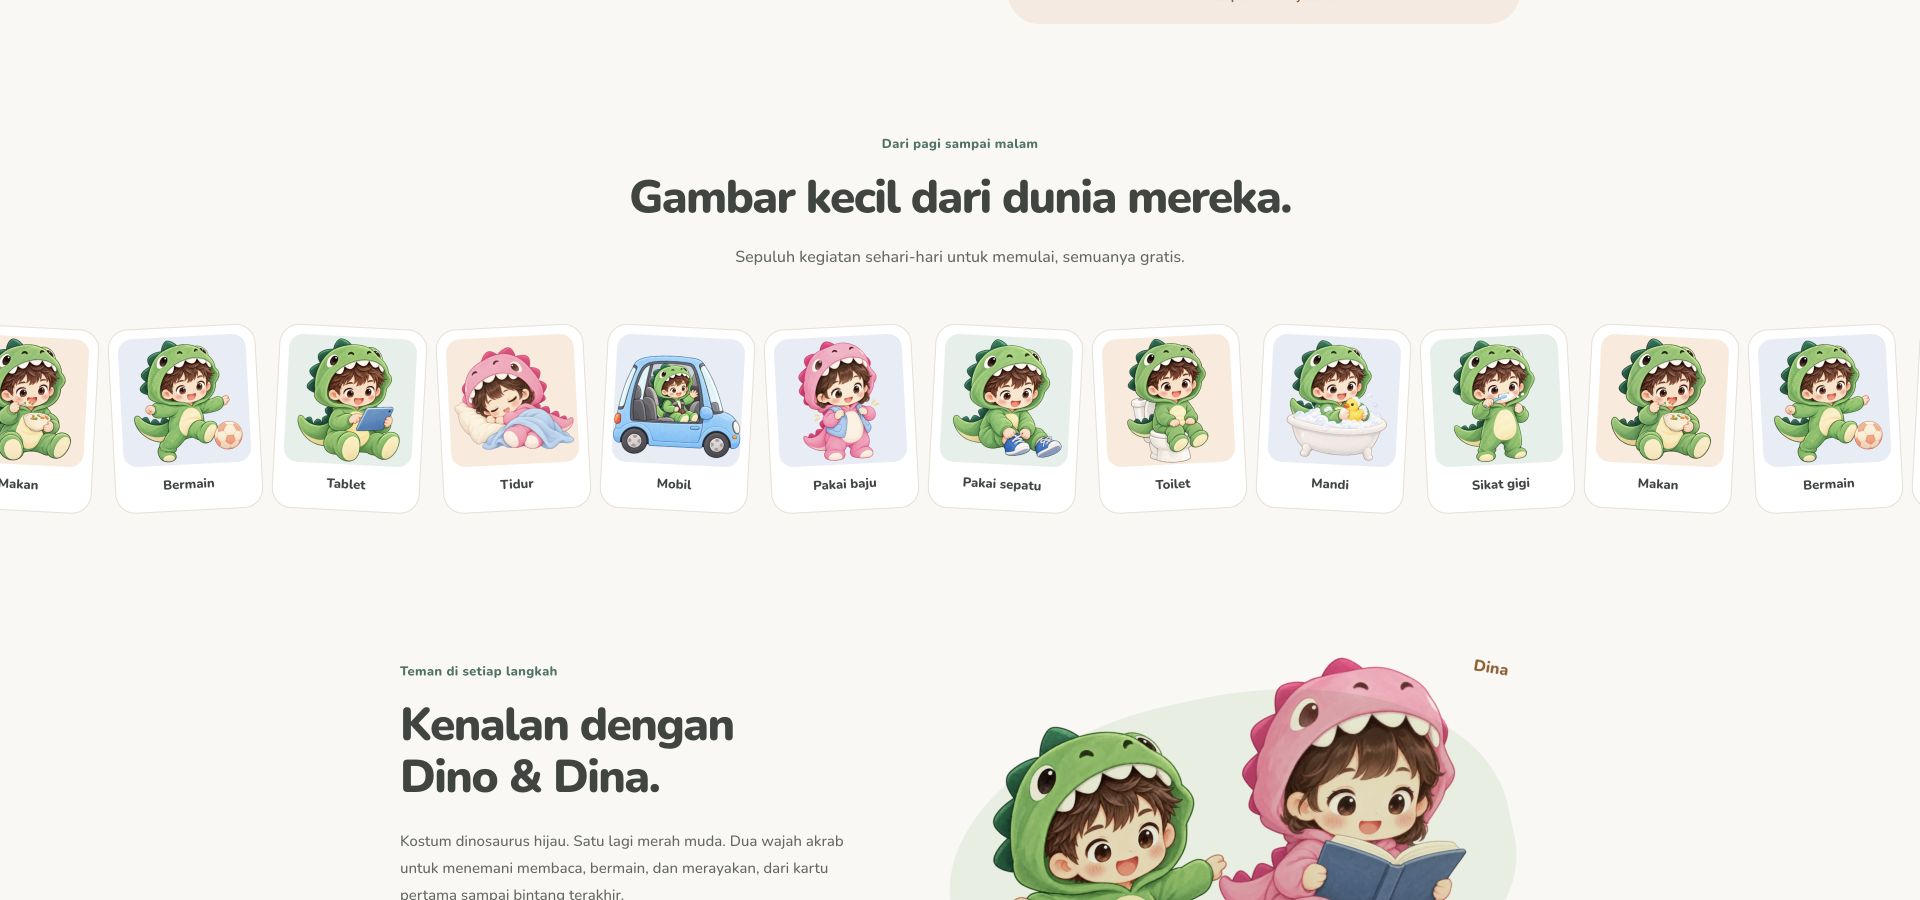 Dari pagi sampai malam
Gambar kecil dari dunia mereka.
Sepuluh kegiatan sehari-hari untuk memulai, semuanya gratis.
Makan
Bermain
Tablet
Tidur
Mobil
Pakai baju
Pakai sepatu
Toilet
Mandi
Sikat gigi
Makan
Bermain
Teman di setiap langkah
Kenalan dengan
Dino & Dina.
Kostum dinosaurus hijau. Satu lagi merah muda. Dua wajah akrab
untuk menemani membaca, bermain, dan merayakan, dari kartu
pertama sampai bintang terakhir.
Dina